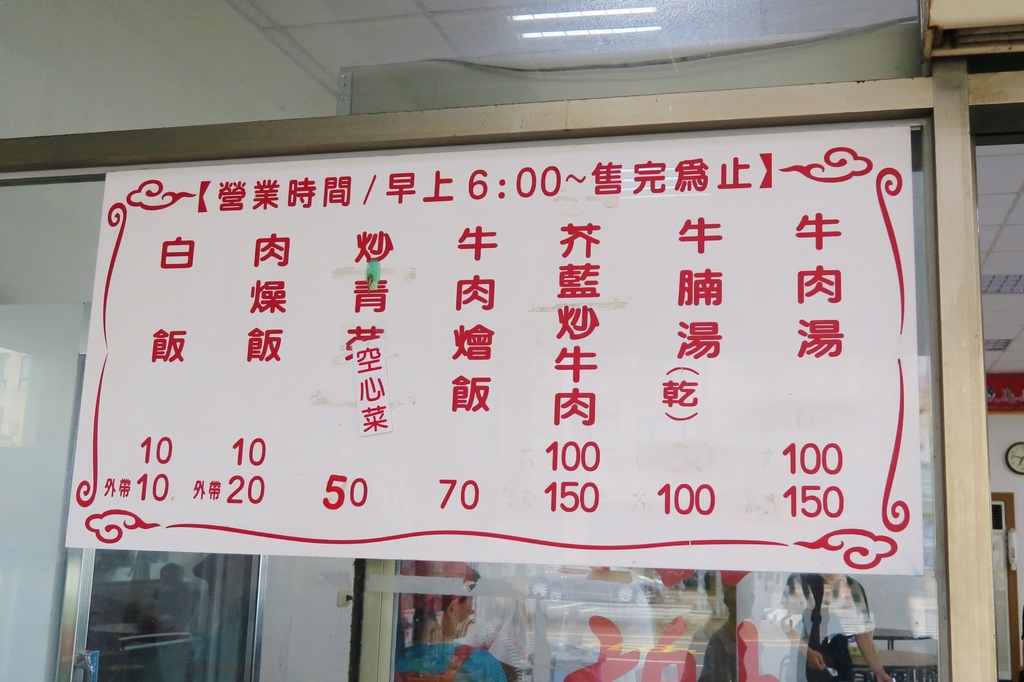 【營業時間/早上6:00~售完為止】
牛肉湯
100
150
牛腩湯(乾)
100
芥藍炒牛肉
100
150
牛肉燴飯
70
炒青菜
空心菜
50
肉燥飯
10
外帶20
白飯
10
外帶10